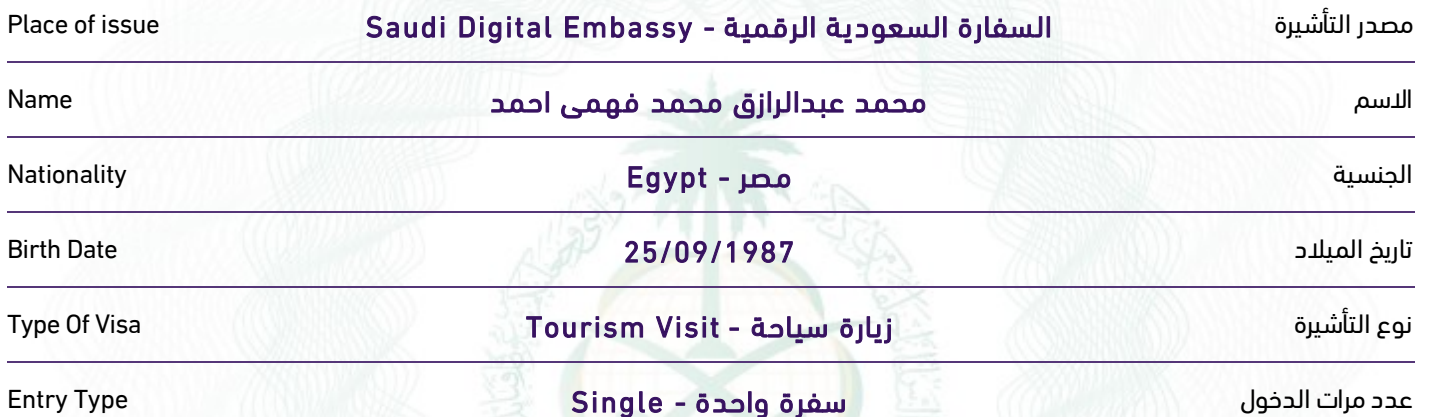 Place of issue السفارة السعودية الرقمية - Saudi Digital Embassy مصدر التأشيرة
Name محمد عبدالرازق محمد فهمى احمد الاسم
Nationality مصر - Egypt الجنسية
Birth Date 25/09/1987 تاريخ الميلاد
Type Of Visa زيارة سياحة - Tourism Visit نوع التأشيرة
Entry Type سفرة واحدة - Single عدد مرات الدخول